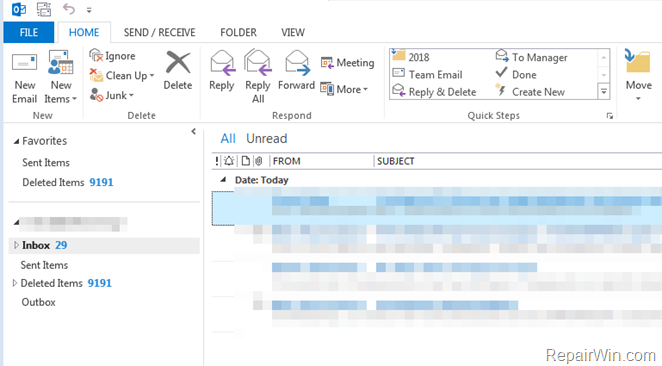 FILE HOME SEND / RECEIVE FOLDER VIEW
New Email
New Items
Ignore
Clean Up
Junk
Delete
Reply
Reply All
Forward
Meeting
More
2018
Team Email
Reply & Delete
To Manager
Done
Create New
Move
New Delete Respond Quick Steps
Favorites
Sent Items
Deleted Items 9191
Inbox 29
Sent Items
Deleted Items 9191
Outbox
All Unread
! FROM SUBJECT
Date: Today
RepairWin.com